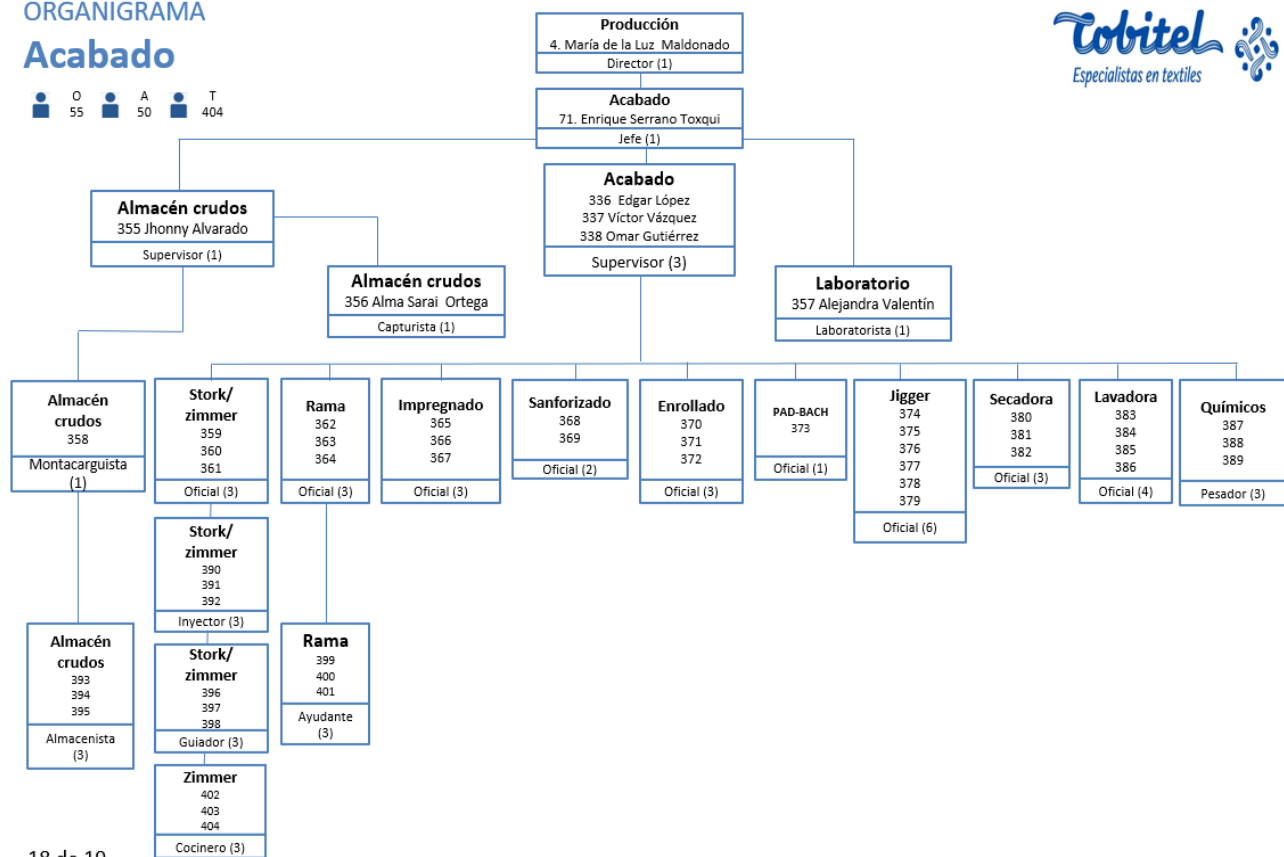 ORGANIGRAMA
Acabado
O
55
A
50
T
404
Tobitel
Especialistas en textiles
Producción
4. María de la Luz Maldonado
Director (1)
Acabado
71. Enrique Serrano Toxqui
Jefe (1)
Almacén crudos
355 Jhonny Alvarado
Supervisor (1)
Acabado
336 Edgar López
337 Víctor Vázquez
338 Omar Gutiérrez
Supervisor (3)
Almacén crudos
356 Alma Sarai Ortega
Capturista (1)
Laboratorio
357 Alejandra Valentín
Laboratorista (1)
Almacén
crudos
358
Montacarguista
(1)
Stork/
zimmer
359
360
361
Oficial (3)
Rama
362
363
364
Oficial (3)
Impregnado
365
366
367
Oficial (3)
Sanforizado
368
369
Oficial (2)
Enrollado
370
371
372
Oficial (3)
PAD-BACH
373
Oficial (1)
Jigger
374
375
376
377
378
379
Oficial (6)
Secadora
380
381
382
Oficial (3)
Lavadora
383
384
385
386
Oficial (4)
Químicos
387
388
389
Pesador (3)
Stork/
zimmer
390
391
392
Inyector (3)
Almacén
crudos
393
394
395
Almacenista
(3)
Stork/
zimmer
396
397
398
Guiador (3)
Rama
399
400
401
Ayudante
(3)
Zimmer
402
403
404
Cocinero (3)
18 de 19